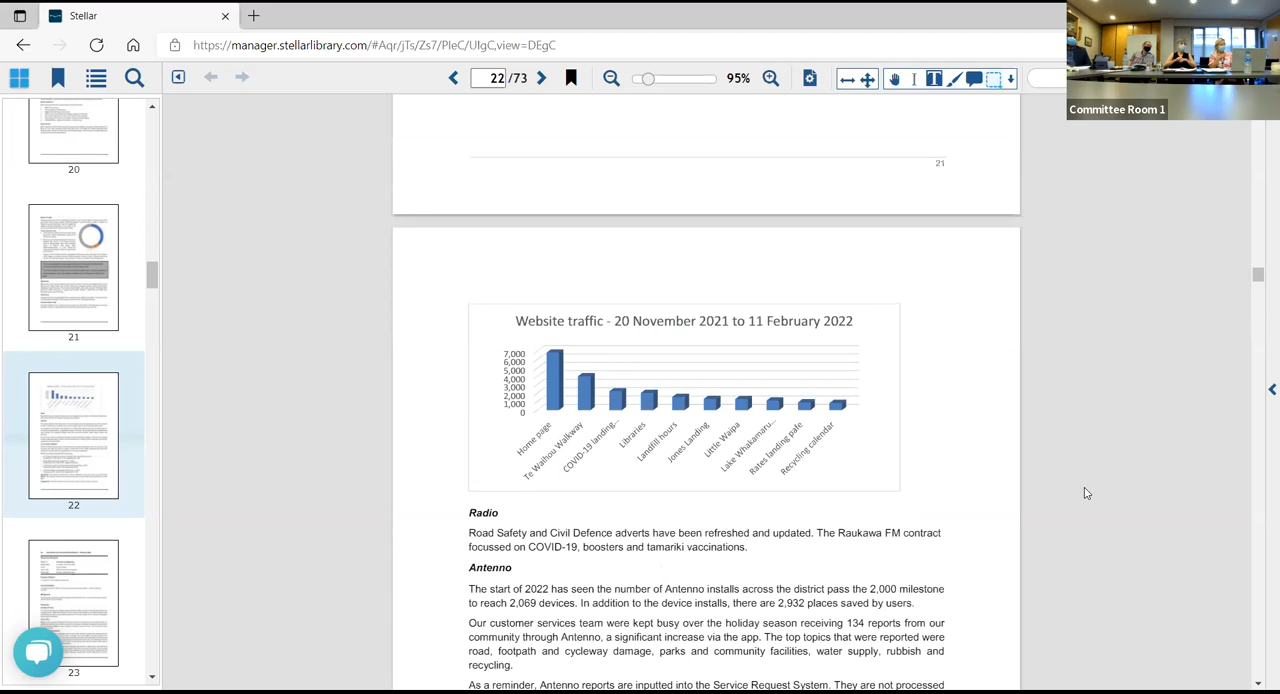 Stellar
https://manager.stellarlibrary.com/#Aqr/jTs/Zs7/PIeC/UIgC,view=DEgC
22 /73
95%
Committee Room 1
20
21
22
23
21
Website traffic - 20 November 2021 to 11 February 2022
7,000
6,000
5,000
4,000
3,000
2,000
1,000
0
Home Page
Te Waihou Walkway
COVID-19 landing...
Libraries
Land/hour
Jones Landing
Little Waipa
Lake
Recycling calendar
Radio
Road Safety and Civil Defence adverts have been refreshed and updated. The Raukawa FM contract
focussed on COVID-19, boosters and tamariki vaccinations.
Antenno
The start of 2022 has seen the number of Antenno installs across the district pass the 2,000 milestone
to reach 2,069 devices. In addition to the device installs, there are 2,932 places saved by users.
Our customer services team were kept busy over the holiday season receiving 134 reports from our
community through Antenno, a significant increase via the app. The top topics that were reported were
road, footpath and cycleway damage, parks and community facilities, water supply, rubbish and
recycling.
As a reminder, Antenno reports are inputted into the Service Request System. They are not processed